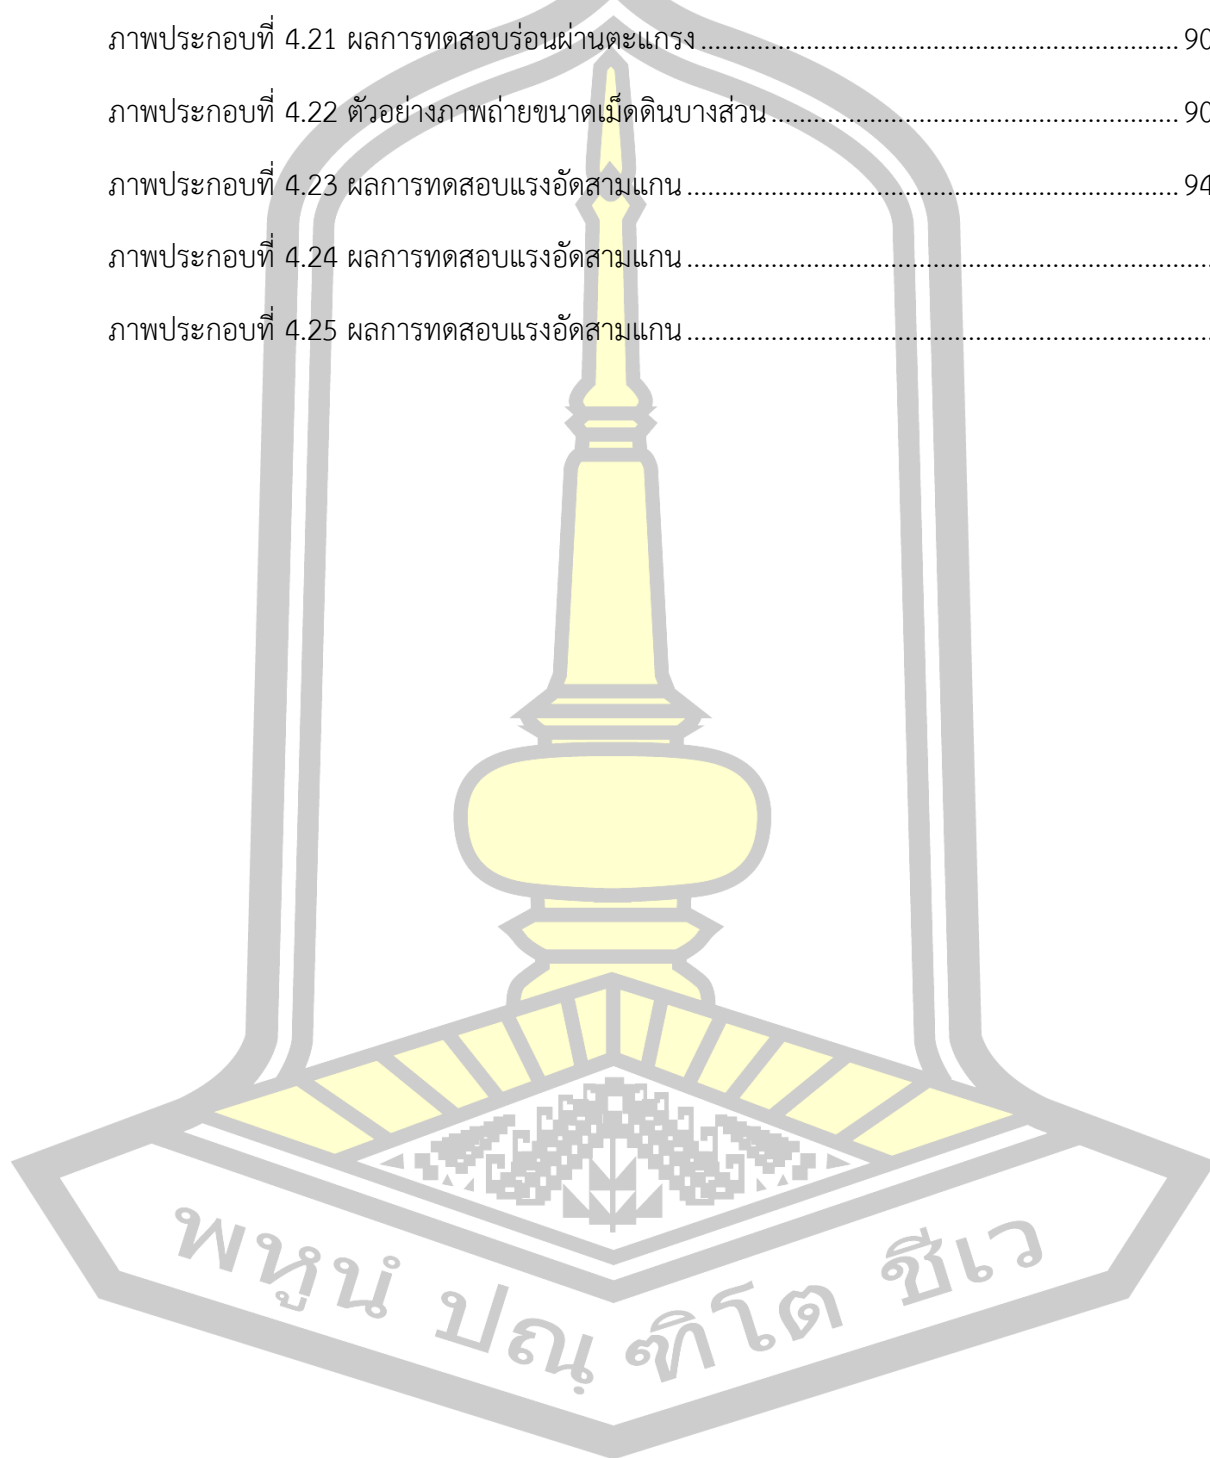 ภาพประกอบที่ 4.21 ผลการทดสอบร่อนผ่านตะแกรง ........................................................................ 90
ภาพประกอบที่ 4.22 ตัวอย่างภาพถ่ายขนาดเม็ดดินบางส่วน ............................................................. 90
ภาพประกอบที่ 4.23 ผลการทดสอบแรงอัดสามแกน .......................................................................... 94
ภาพประกอบที่ 4.24 ผลการทดสอบแรงอัดสามแกน ..........................................................................
ภาพประกอบที่ 4.25 ผลการทดสอบแรงอัดสามแกน ..........................................................................
พหูนํ ปณฺ ฑิโต ชีเว